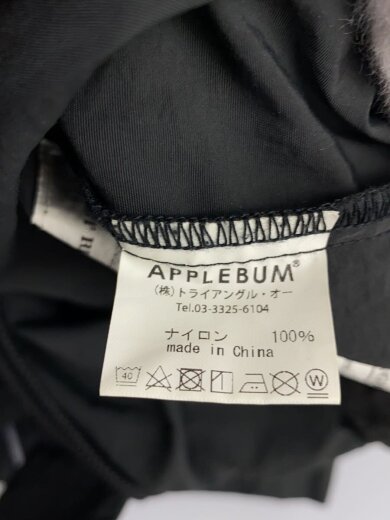 APPLEBUM®
(株)トライアングル・オー
Tel.03-3325-6104
ナイロン 100%
made in China
40
W